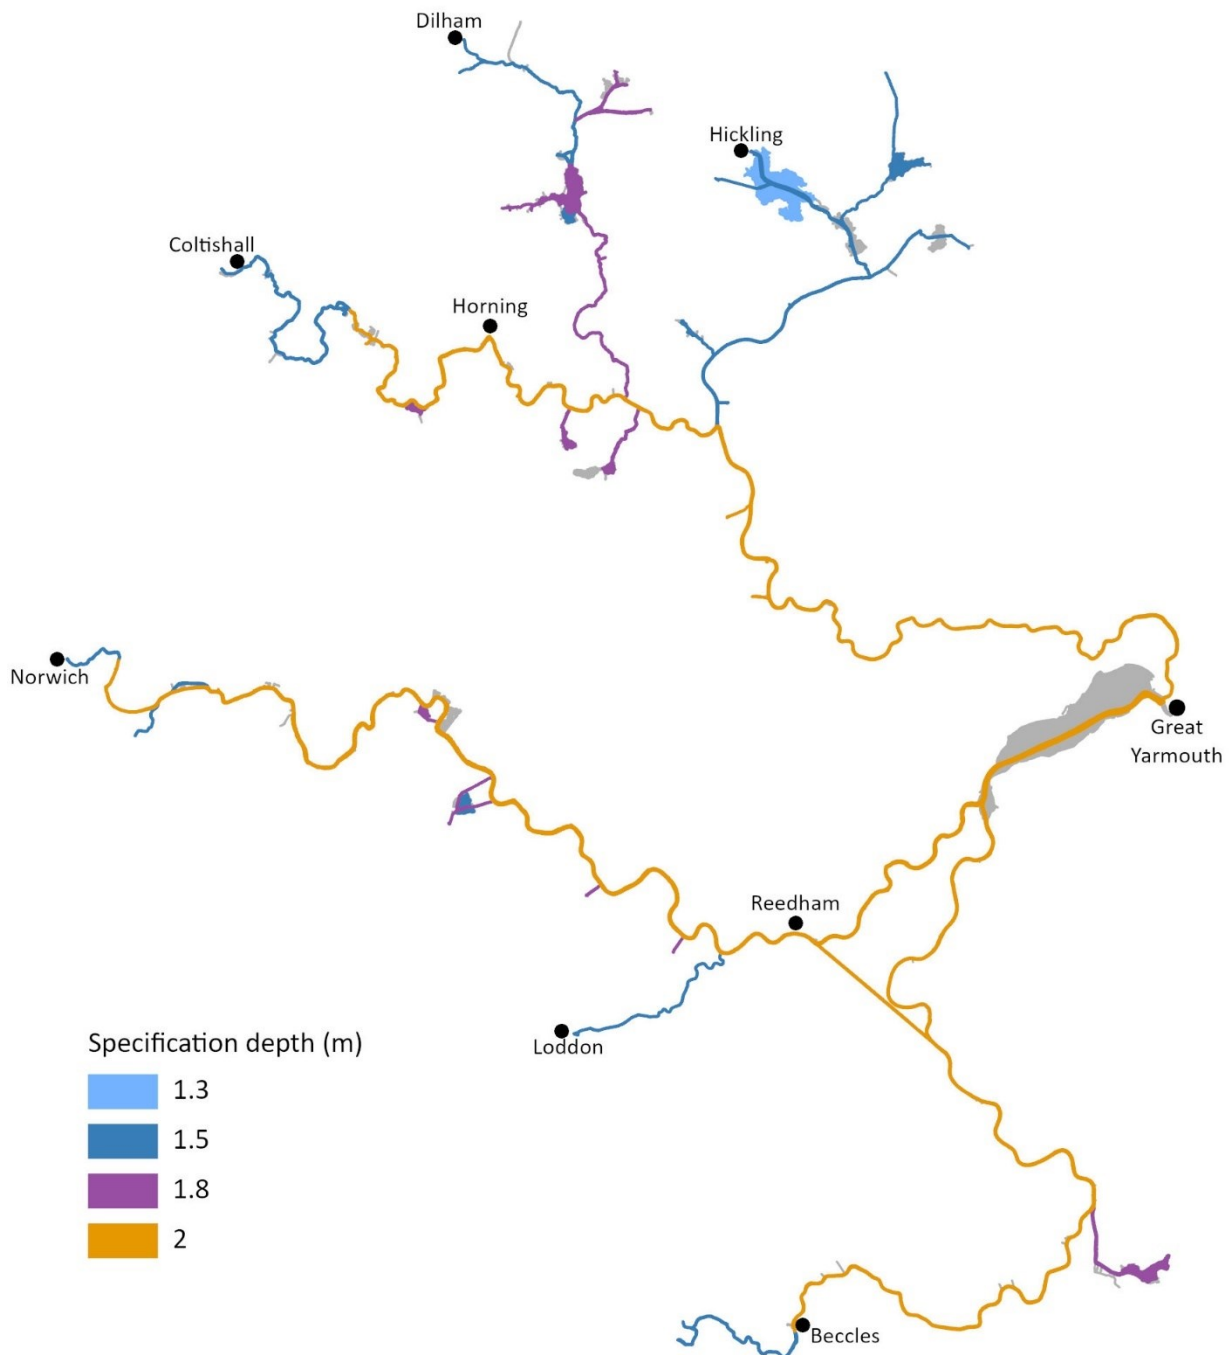 Dilham
Hickling
Coltishall
Horning
Norwich
Great
Yarmouth
Reedham
Loddon
Specification depth (m)
1.3
1.5
1.8
2
Beccles